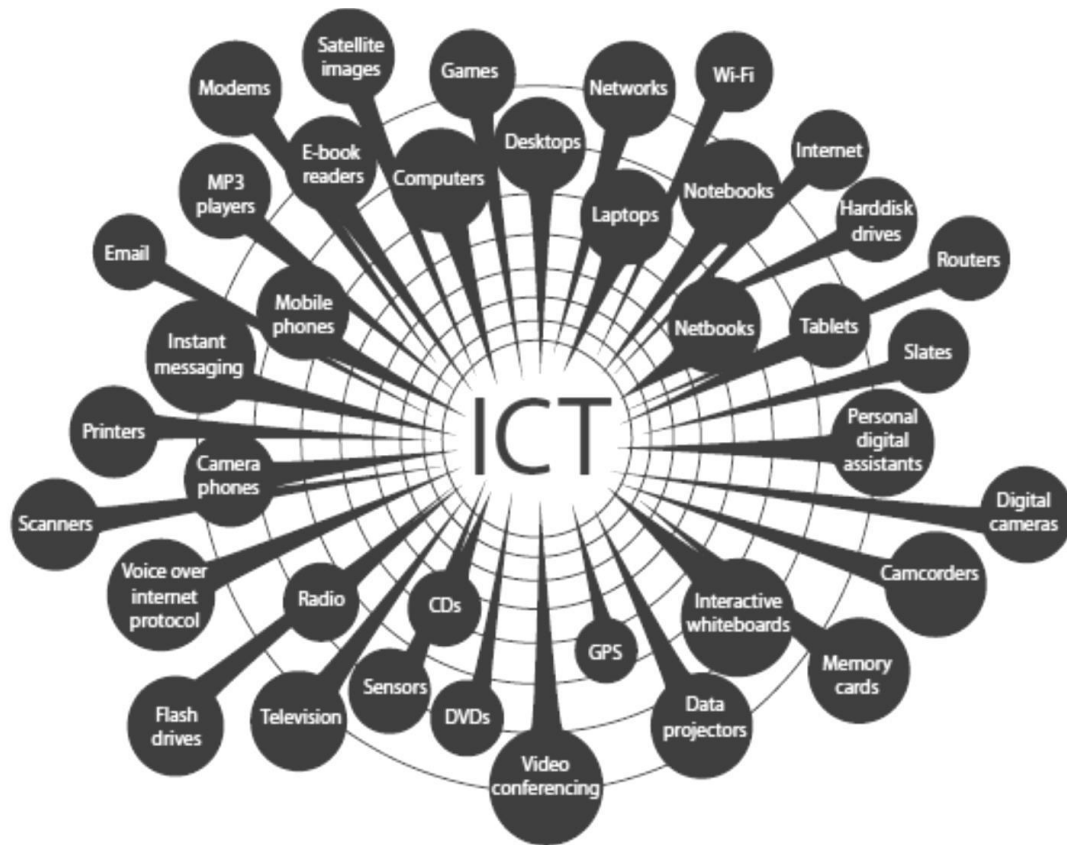 Satellite
images
Games
Networks
Wi-Fi
Modems
Desktops
E-book
readers
Computers
Internet
MP3
players
Laptops
Notebooks
Harddisk
drives
Email
Routers
Mobile
phones
Netbooks
Tablets
Instant
messaging
Slates
ICT
Printers
Personal
digital
assistants
Camera
phones
Scanners
Digital
cameras
Voice over
internet
protocol
Radio
CDs
Interactive
whiteboards
Camcorders
GPS
Memory
cards
Flash
drives
Television
Sensors
DVDs
Data
projectors
Video
conferencing